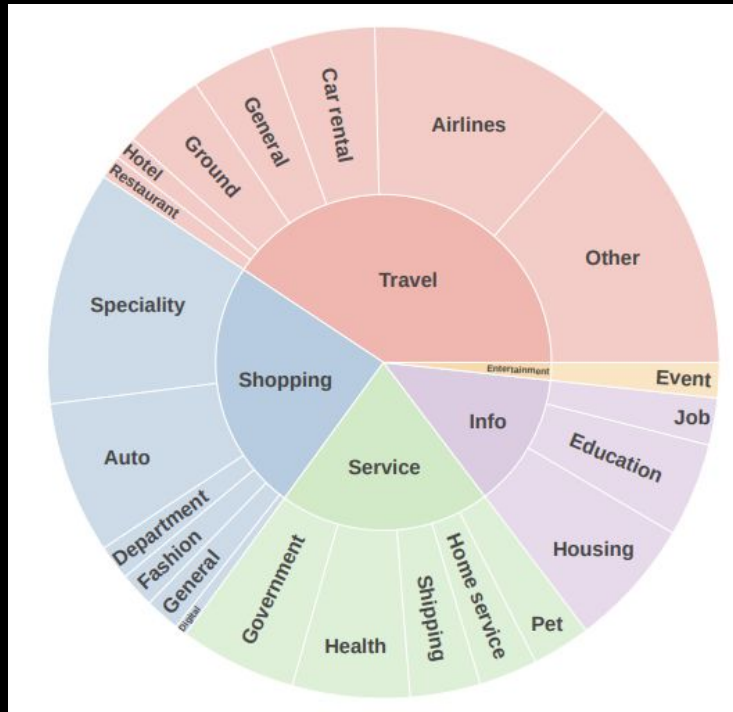 Car rental
General
Airlines
Ground
Hotel
Restaurant
Other
Travel
Speciality
Entertainment
Event
Shopping
Job
Info
Education
Auto
Service
Department
Fashion
General
Digital
Housing
Government
Shipping
Home service
Pet
Health